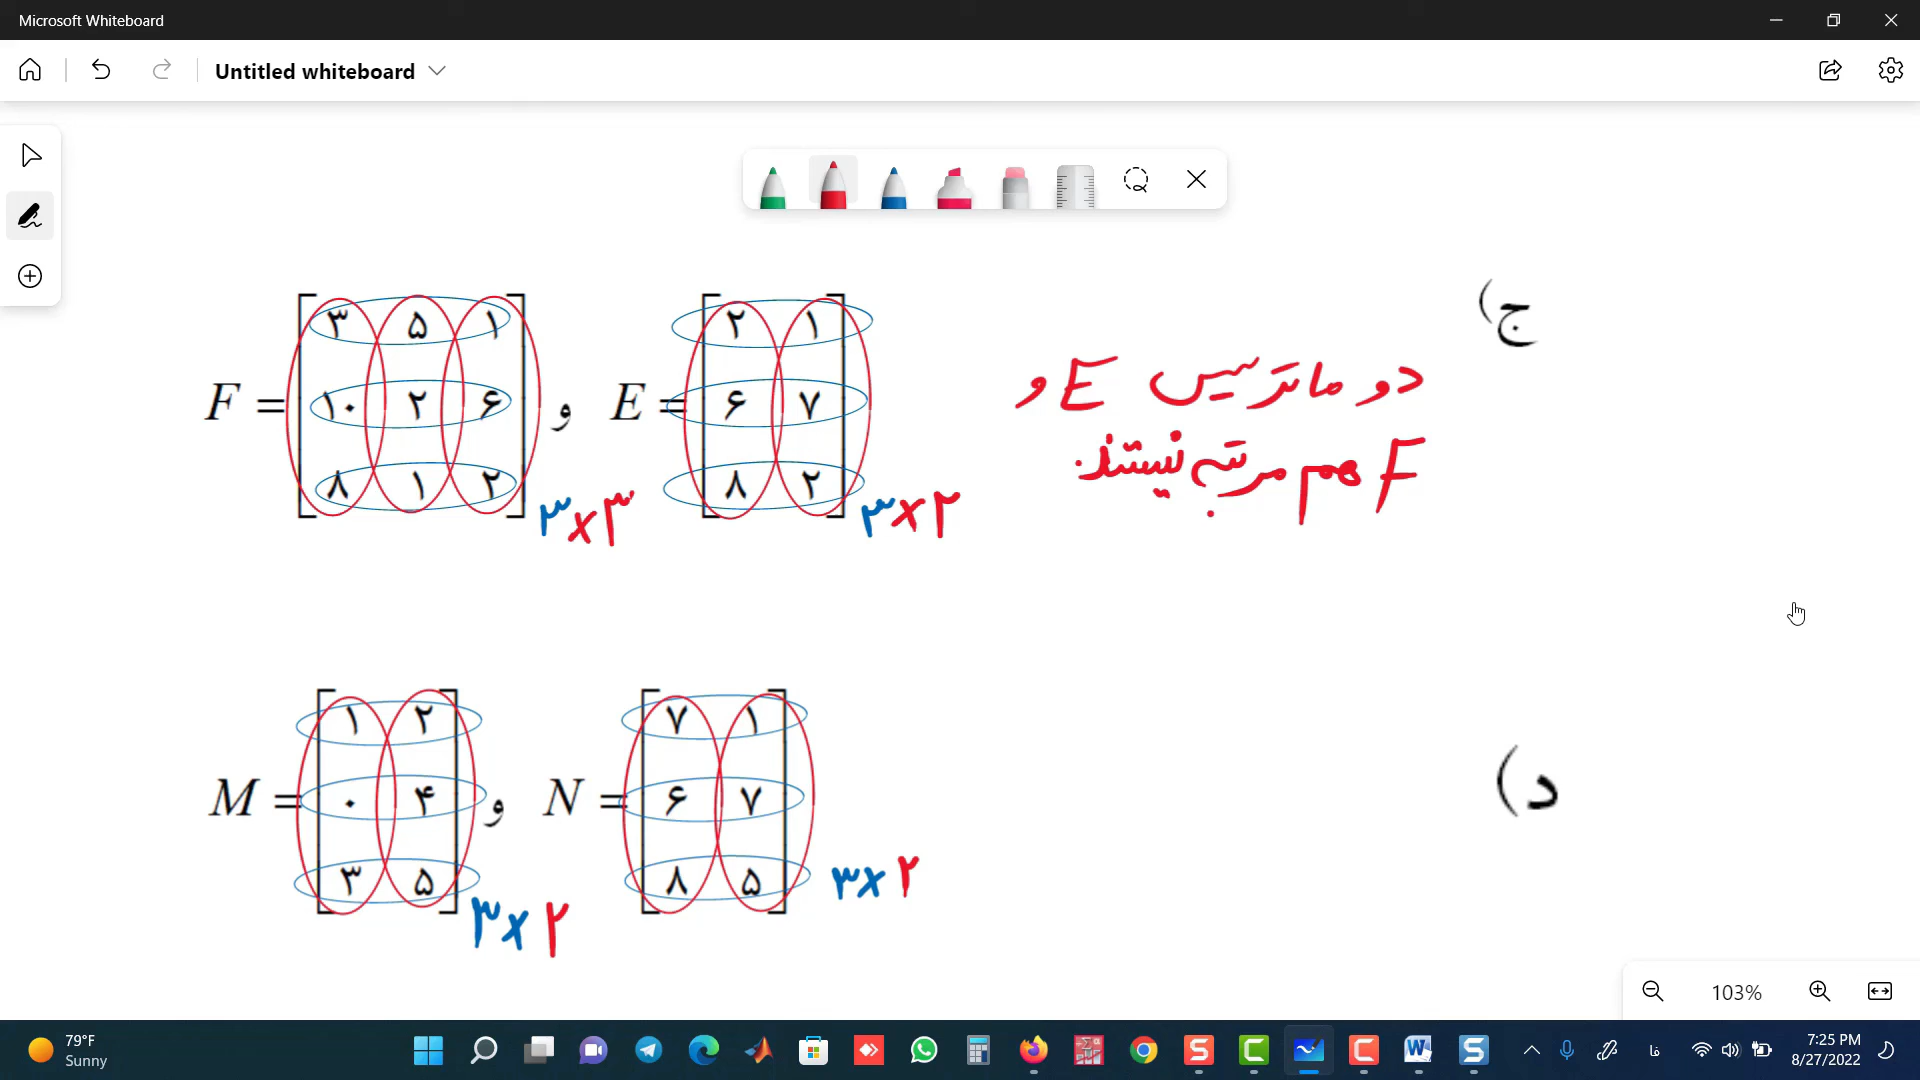 Microsoft Whiteboard
Untitled whiteboard
ج)
F = [ ۳ ۵ ۱
۱۰ ۲ ۶
۸ ۱ ۲ ] ۳×۳
و
E = [ ۲ ۱
۶ ۷
۸ ۲ ] ۳×۲
دو ماتریس E و
F هم مرتبه نیستند.
د)
M = [ ۱ ۲
۰ ۴
۳ ۵ ] ۳×۲
و
N = [ ۷ ۱
۶ ۷
۸ ۵ ] ۳×۲
103%
79°F
Sunny
فا
7:25 PM
8/27/2022